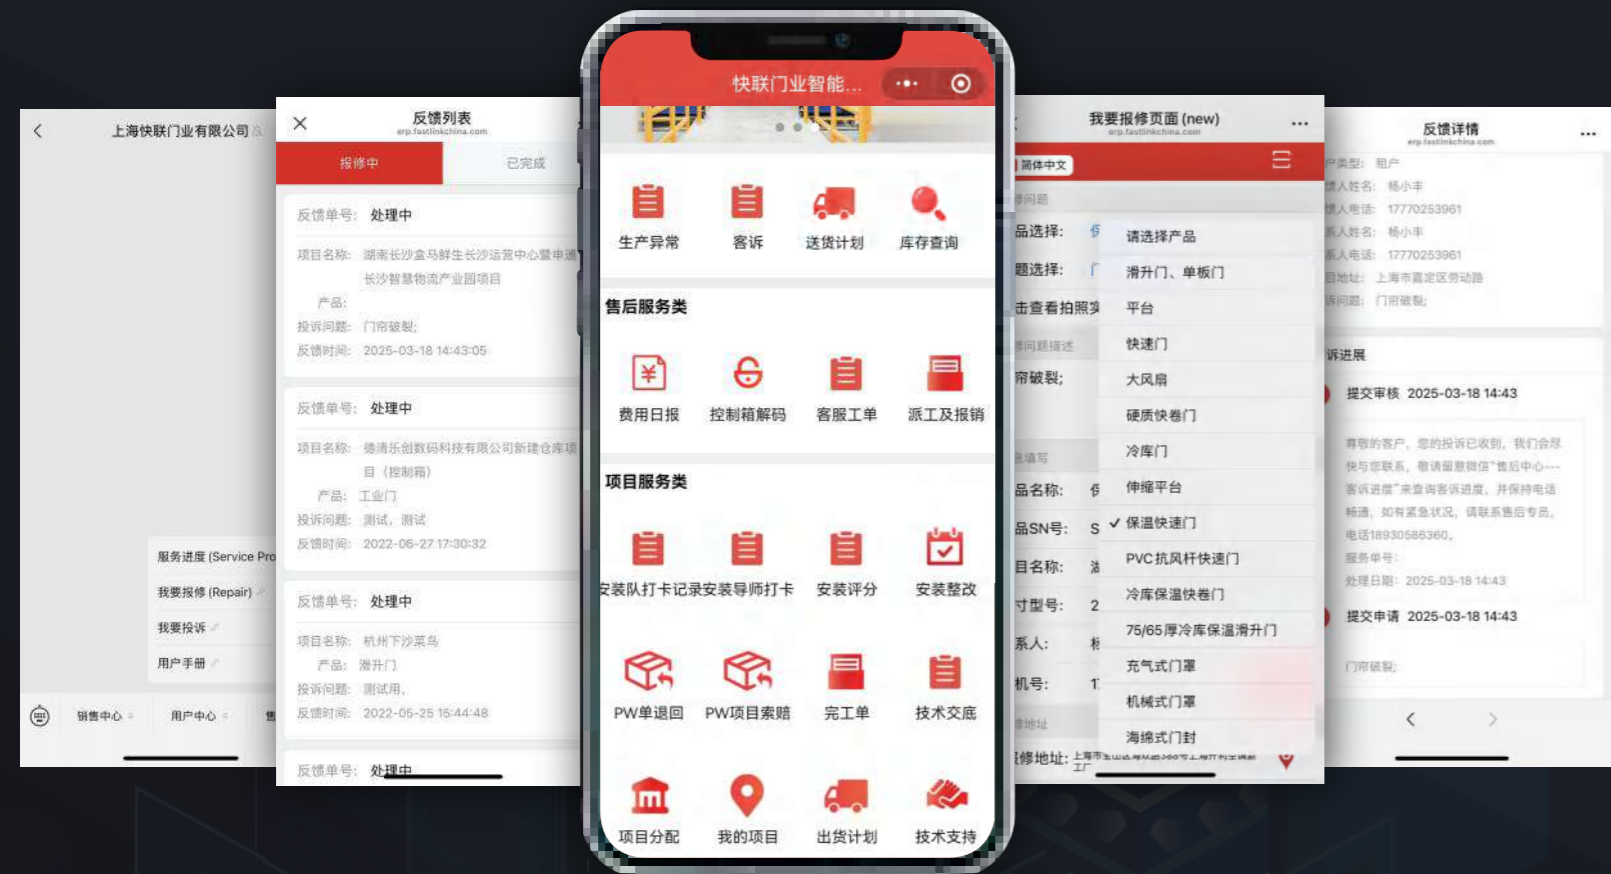 上海快联门业有限公司
服务进度 (Service Pro
我要报修 (Repair)
我要投诉
用户手册
销售中心
用户中心
售
反馈列表
erp.fastlinkchina.com
报修中
已完成
反馈单号: 处理中
项目名称: 湖南长沙盒马鲜生长沙运营中心暨申通
长沙智慧物流产业园项目
产品:
投诉问题: 门帘破裂;
反馈时间: 2025-03-18 14:43:05
反馈单号: 处理中
项目名称: 德清乐创数码科技有限公司新建仓库项
目（控制箱）
产品: 工业门
投诉问题: 测试，测试
反馈时间: 2022-06-27 17:30:32
反馈单号: 处理中
项目名称: 杭州下沙菜鸟
产品: 滑升门
投诉问题: 测试用。
反馈时间: 2022-05-25 16:44:48
反馈单号: 处理中
快联门业智能...
生产异常
客诉
送货计划
库存查询
售后服务类
费用日报
控制箱解码
客服工单
派工及报销
项目服务类
安装队打卡记录
安装导师打卡
安装评分
安装整改
PW单退回
PW项目索赔
完工单
技术交底
项目分配
我的项目
出货计划
技术支持
我要报修页面 (new)
erp.fastlinkchina.com
简体中文
修问题
品选择:
题选择:
击查看拍照实
修问题描述
帘破裂;
息填写
品名称:
品SN号: S
目名称:
寸型号: 2
系人:
机号: 1
修地址
修地址:
工厂
请选择产品
滑升门、单板门
平台
快速门
大风扇
硬质快卷门
冷库门
伸缩平台
✓ 保温快速门
PVC抗风杆快速门
冷库保温快卷门
75/65厚冷库保温滑升门
充气式门罩
机械式门罩
海绵式门封
反馈详情
erp.fastlinkchina.com
户类型: 租户
馈人姓名: 杨小丰
馈人电话: 17770253961
系人姓名: 杨小丰
系人电话: 17770253961
目地址: 上海市嘉定区劳动路
诉问题: 门帘破裂;
诉进展
提交审核 2025-03-18 14:43
尊敬的客户，您的投诉已收到，我们会尽
快与您联系，敬请留意微信"售后中心---
客诉进度"来查询客诉进度，并保持电话
畅通，如有紧急状况，请联系售后专员，
电话18930586360。
服务单号:
处理日期: 2025-03-18 14:43
提交申请 2025-03-18 14:43
门帘破裂;